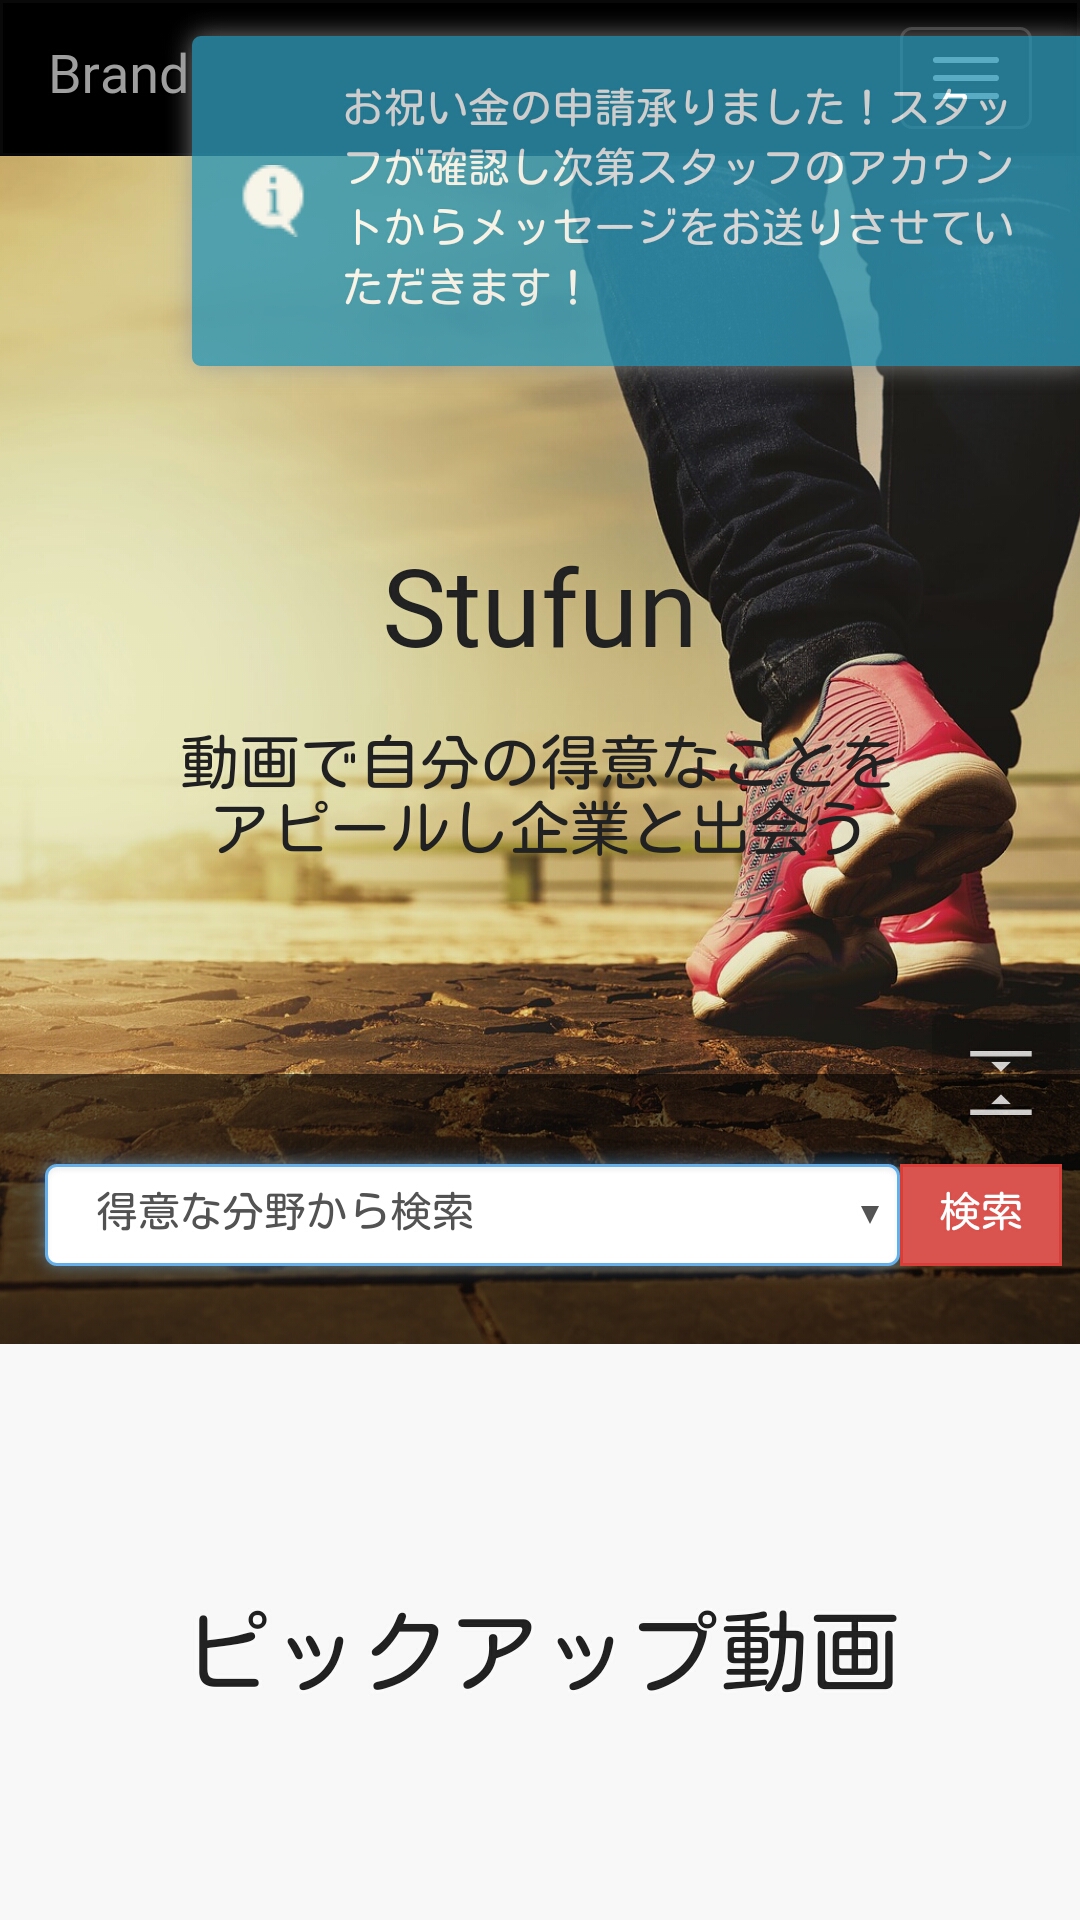 Brand
お祝い金の申請承りました！スタッ
フが確認し次第スタッフのアカウン
トからメッセージをお送りさせてい
ただきます！
Stufun
動画で自分の得意なことを
アピールし企業と出会う
得意な分野から検索
検索
ピックアップ動画